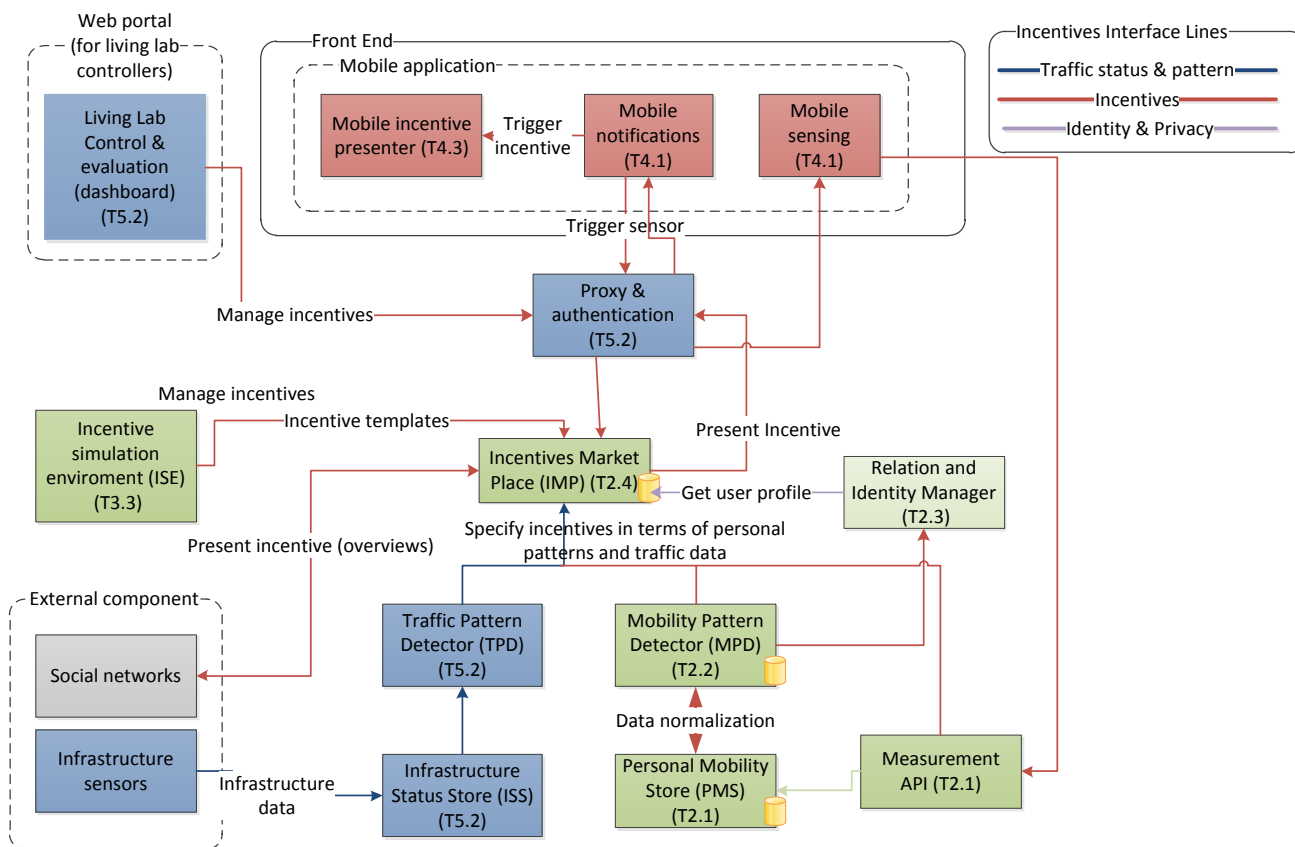 Web portal
(for living lab
controllers)
Living Lab
Control &
evaluation
(dashboard)
(T5.2)
Front End
Mobile application
Mobile incentive
presenter (T4.3)
Trigger
incentive
Mobile
notifications
(T4.1)
Mobile
sensing
(T4.1)
Incentives Interface Lines
Traffic status & pattern
Incentives
Identity & Privacy
Trigger sensor
Proxy &
authentication
(T5.2)
Manage incentives
Manage incentives
Incentive templates
Incentive
simulation
enviroment (ISE)
(T3.3)
Incentives Market
Place (IMP) (T2.4)
Present Incentive
Get user profile
Relation and
Identity Manager
(T2.3)
Present incentive (overviews)
Specify incentives in terms of personal
patterns and traffic data
External component
Social networks
Infrastructure
sensors
Infrastructure
data
Traffic Pattern
Detector (TPD)
(T5.2)
Infrastructure
Status Store (ISS)
(T5.2)
Mobility Pattern
Detector (MPD)
(T2.2)
Data normalization
Personal Mobility
Store (PMS)
(T2.1)
Measurement
API (T2.1)